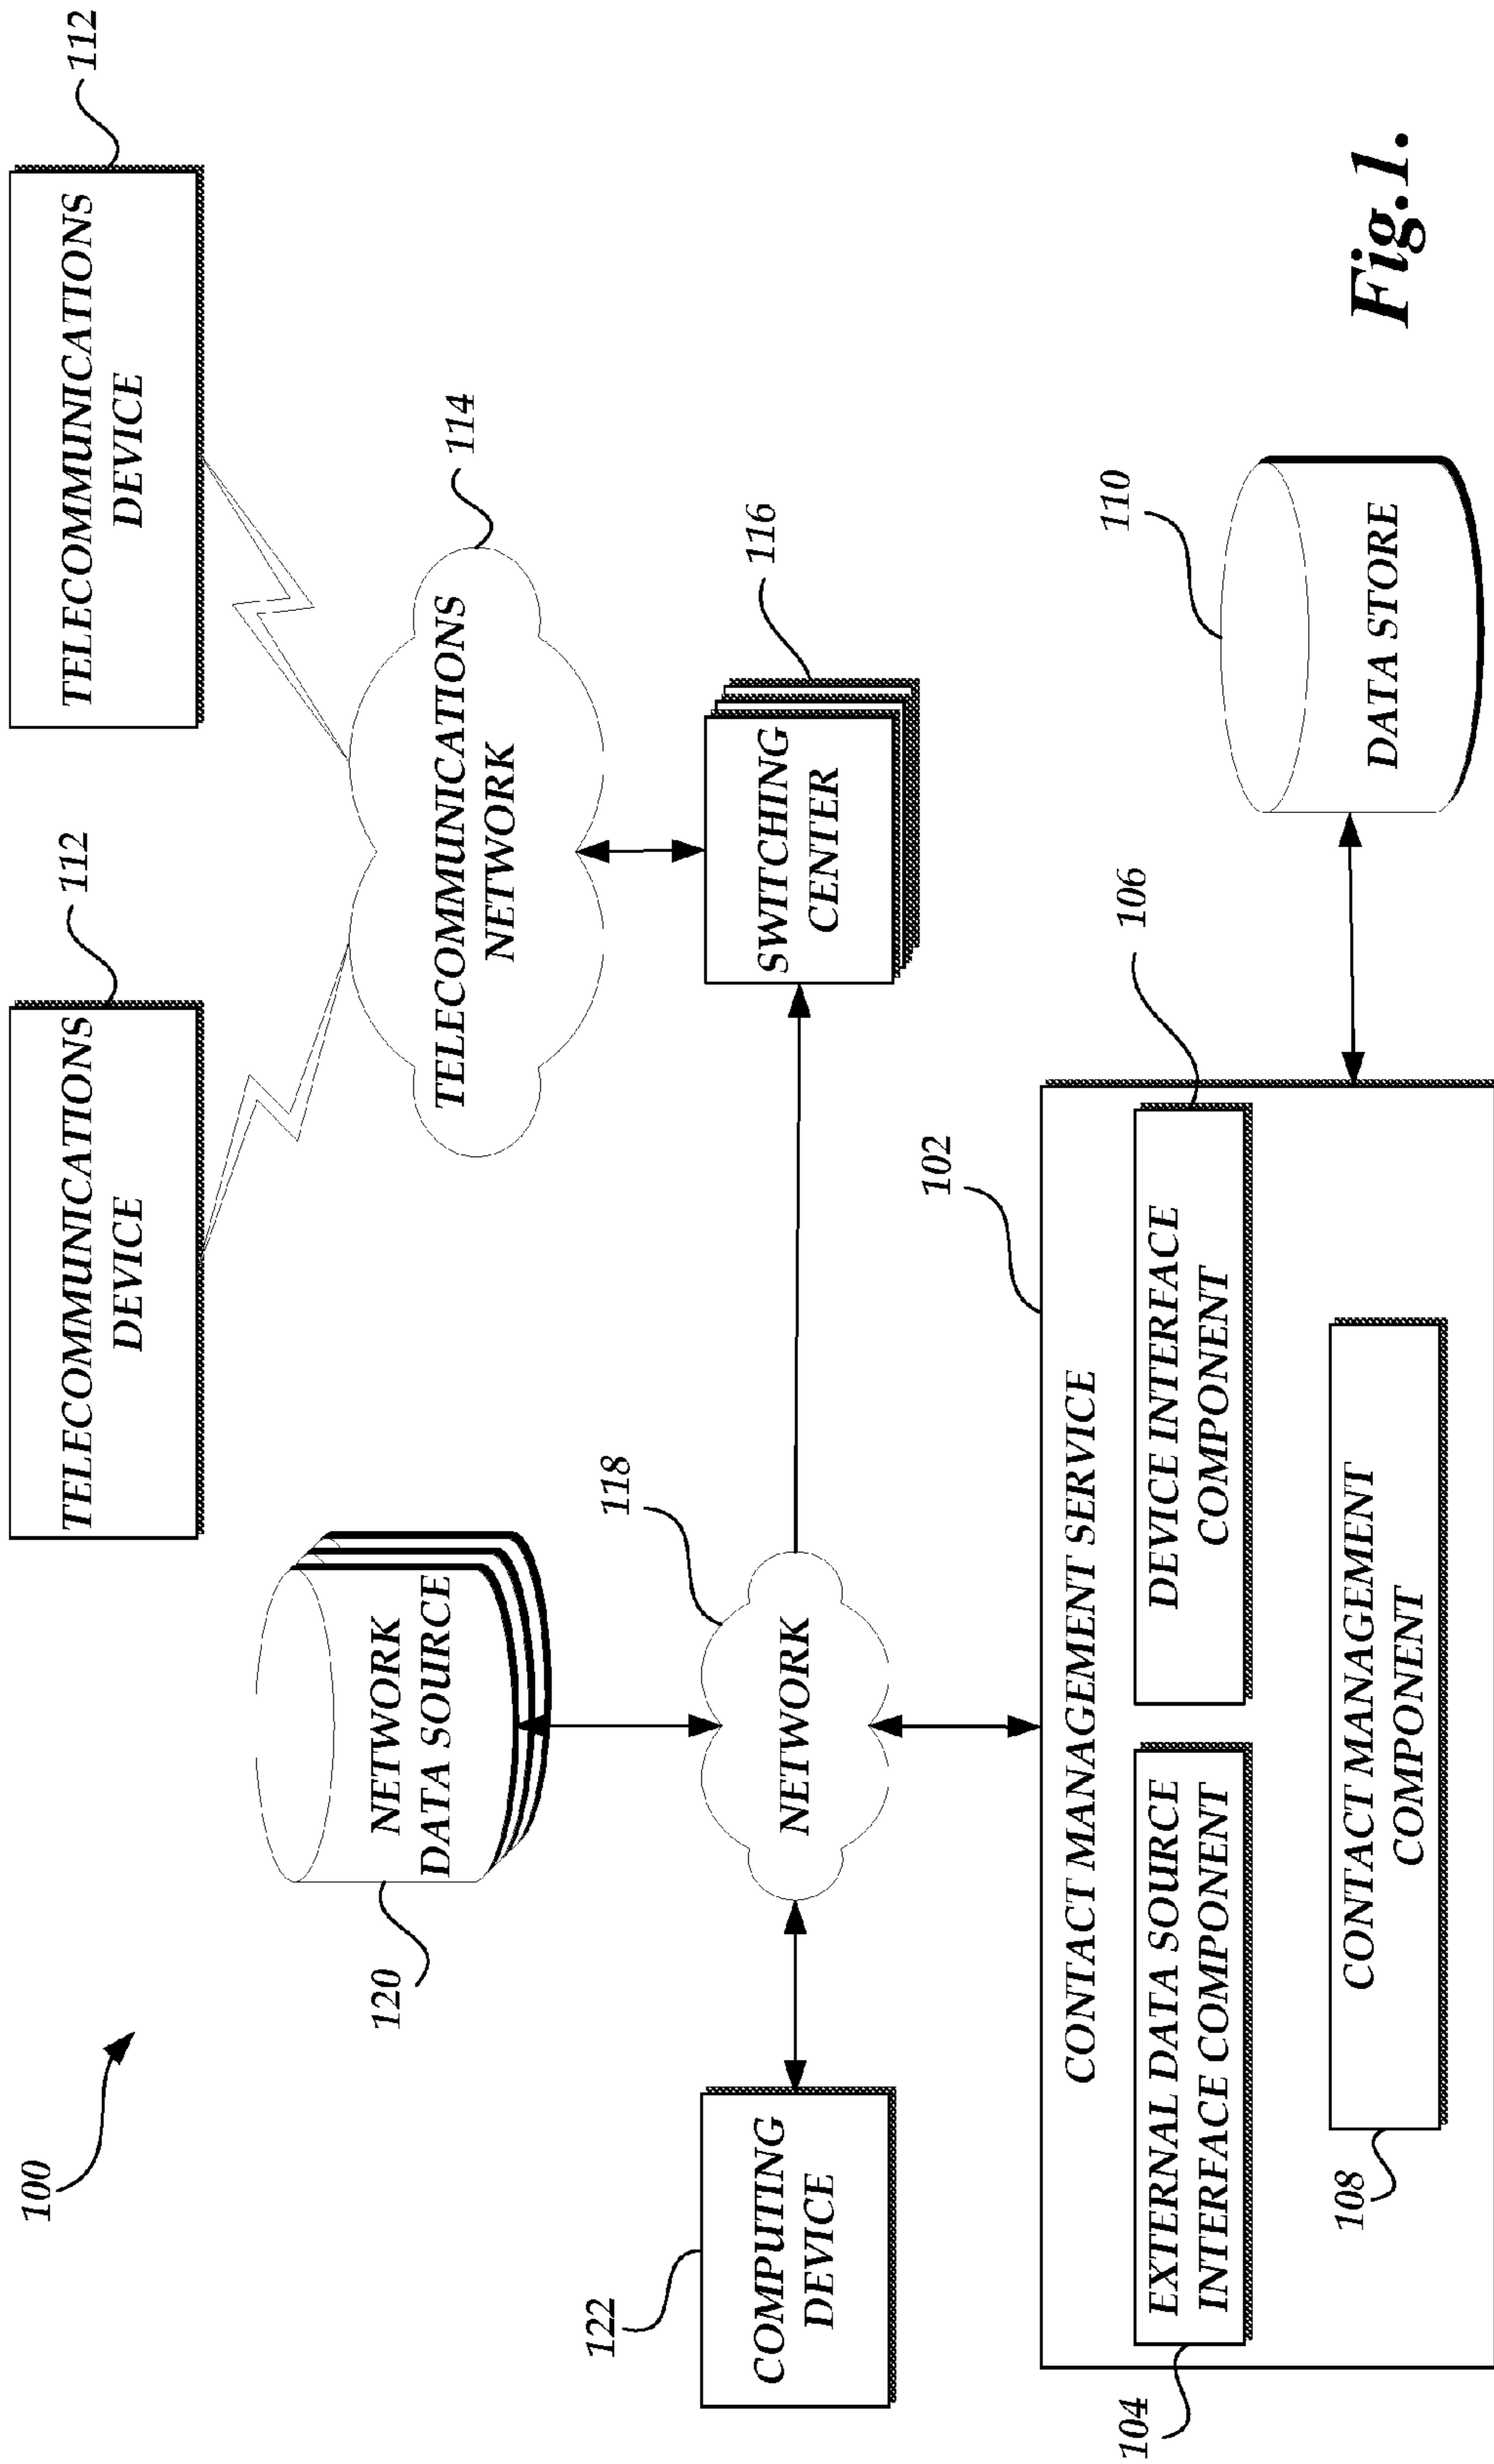 100
TELECOMMUNICATIONS
DEVICE
112
TELECOMMUNICATIONS
DEVICE
112
120
NETWORK
DATA SOURCE
TELECOMMUNICATIONS
NETWORK
114
122
COMPUTING
DEVICE
118
NETWORK
SWITCHING
CENTER
116
102
CONTACT MANAGEMENT SERVICE
104
EXTERNAL DATA SOURCE
INTERFACE COMPONENT
DEVICE INTERFACE
COMPONENT
106
108
CONTACT MANAGEMENT
COMPONENT
110
DATA STORE
Fig.1.